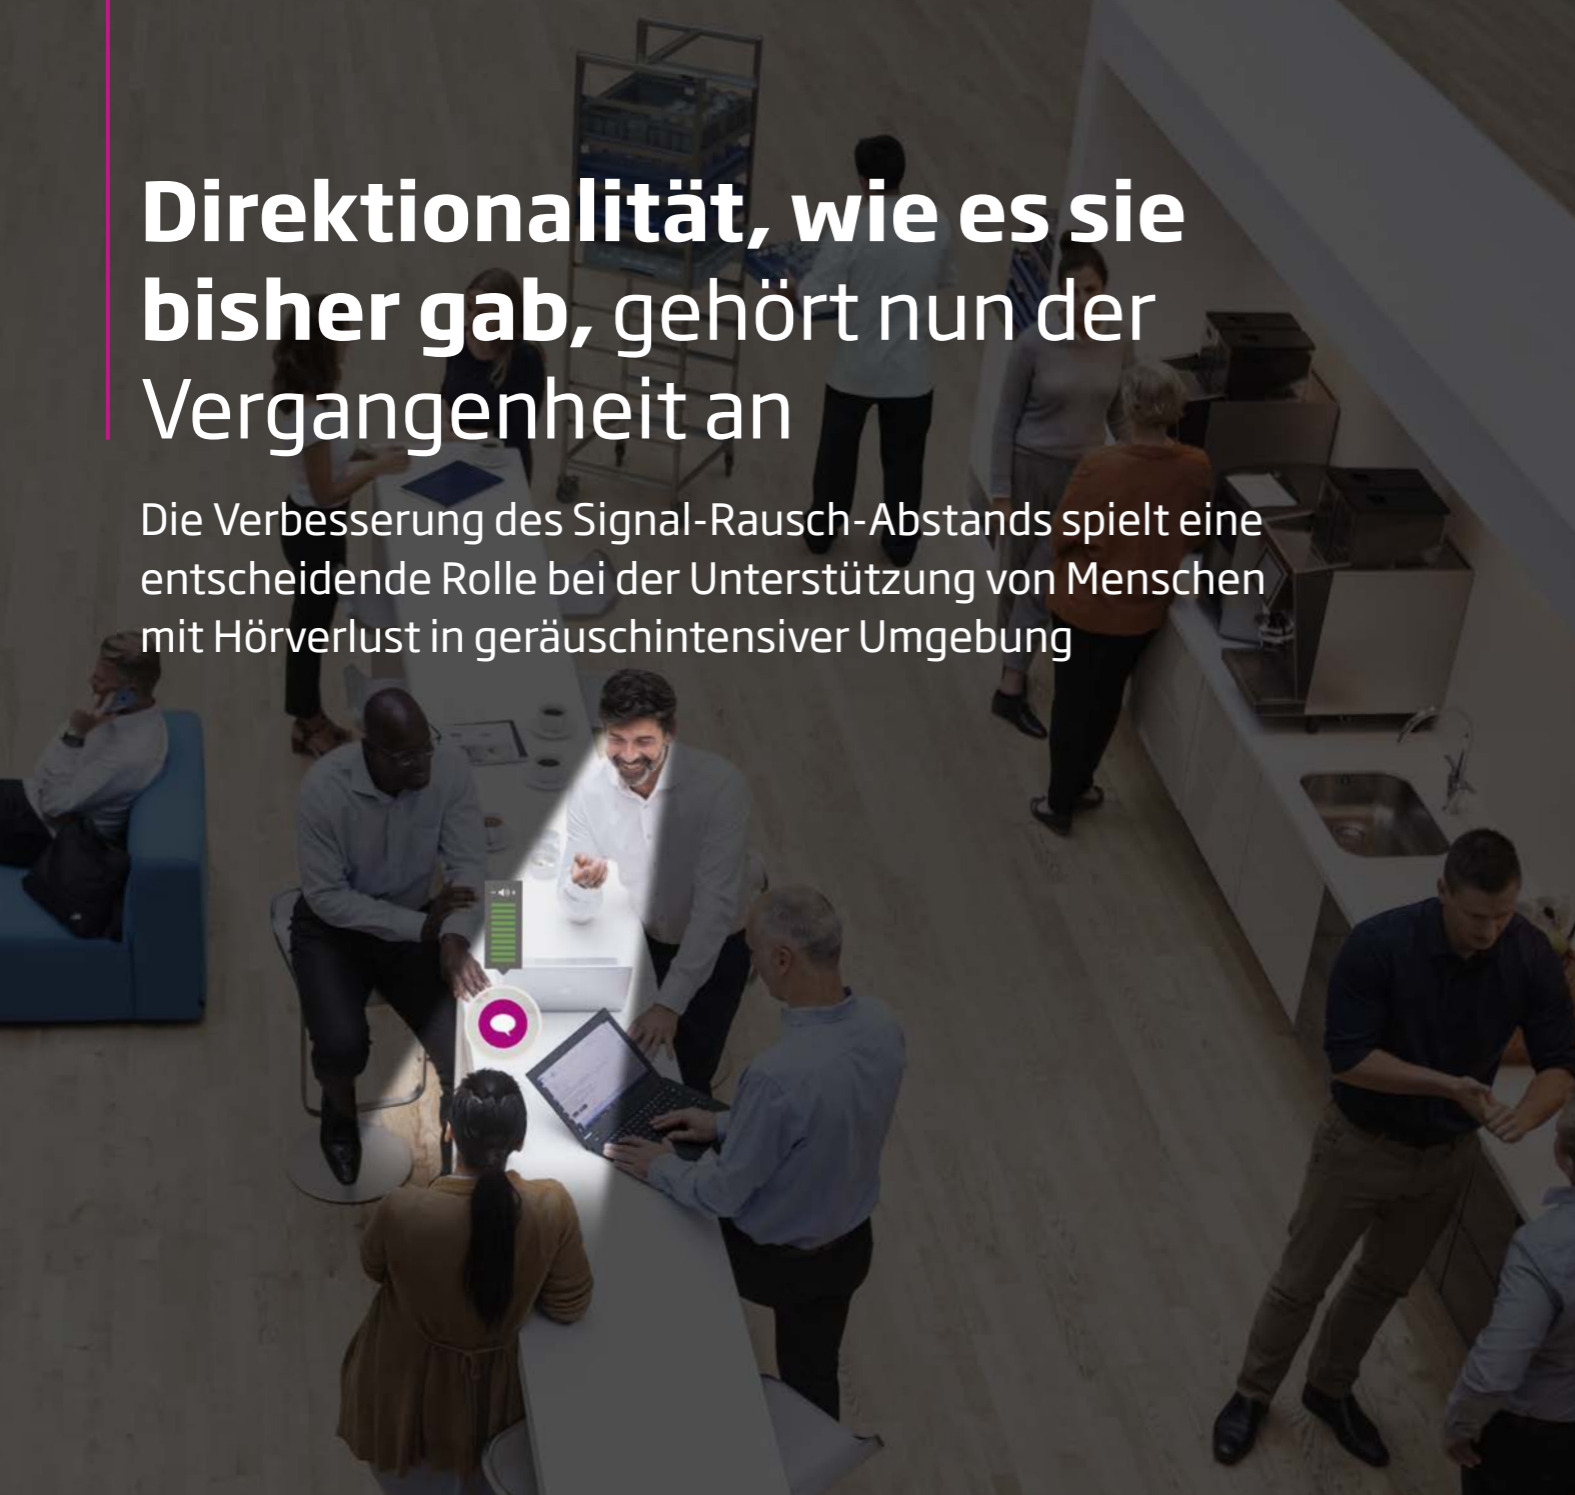 Direktionalität, wie es sie
bisher gab, gehört nun der
Vergangenheit an
Die Verbesserung des Signal-Rausch-Abstands spielt eine
entscheidende Rolle bei der Unterstützung von Menschen
mit Hörverlust in geräuschintensiver Umgebung